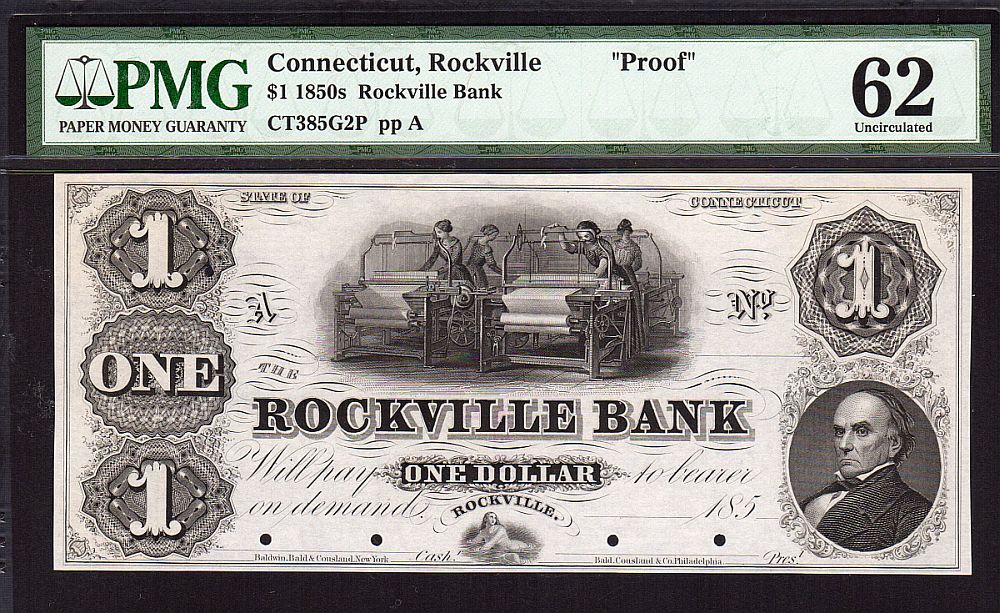 PMG
PAPER MONEY GUARANTY
Connecticut, Rockville "Proof"
$1 1850s Rockville Bank
CT385G2P pp A
62
Uncirculated
STATE OF CONNECTICUT
1
1
A
No.
THE
ONE
ROCKVILLE BANK
Will pay ONE DOLLAR to bearer
on demand. ROCKVILLE. 185
1
Baldwin, Bald & Cousland, New York Cash.r Bald, Cousland & Co. Philadelphia Pres.t